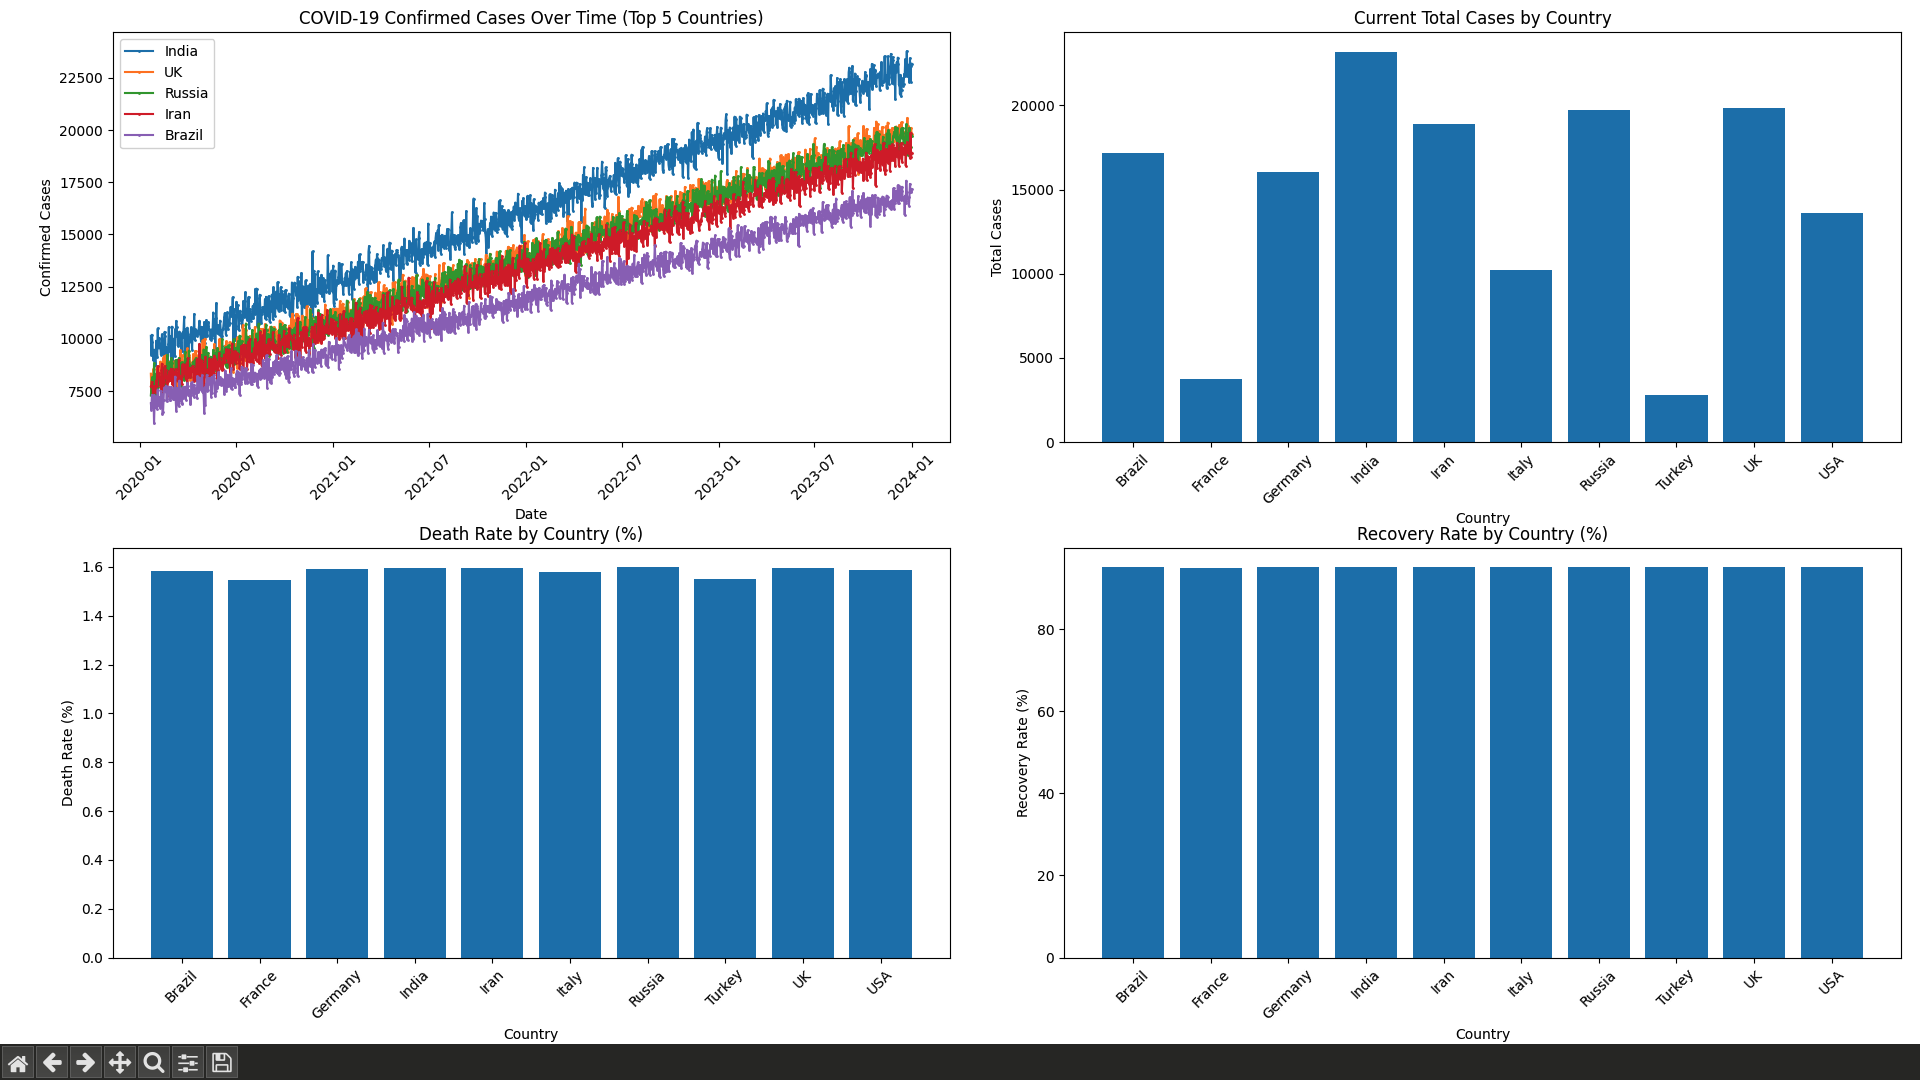 COVID-19 Confirmed Cases Over Time (Top 5 Countries)
India
UK
Russia
Iran
Brazil
22500
20000
17500
15000
12500
10000
7500
Confirmed Cases
2020-01
2020-07
2021-01
2021-07
2022-01
2022-07
2023-01
2023-07
2024-01
Date
Current Total Cases by Country
20000
15000
10000
5000
0
Total Cases
Brazil
France
Germany
India
Iran
Italy
Russia
Turkey
UK
USA
Country
Death Rate by Country (%)
1.6
1.4
1.2
1.0
0.8
0.6
0.4
0.2
0.0
Death Rate (%)
Brazil
France
Germany
India
Iran
Italy
Russia
Turkey
UK
USA
Country
Recovery Rate by Country (%)
80
60
40
20
0
Recovery Rate (%)
Brazil
France
Germany
India
Iran
Italy
Russia
Turkey
UK
USA
Country